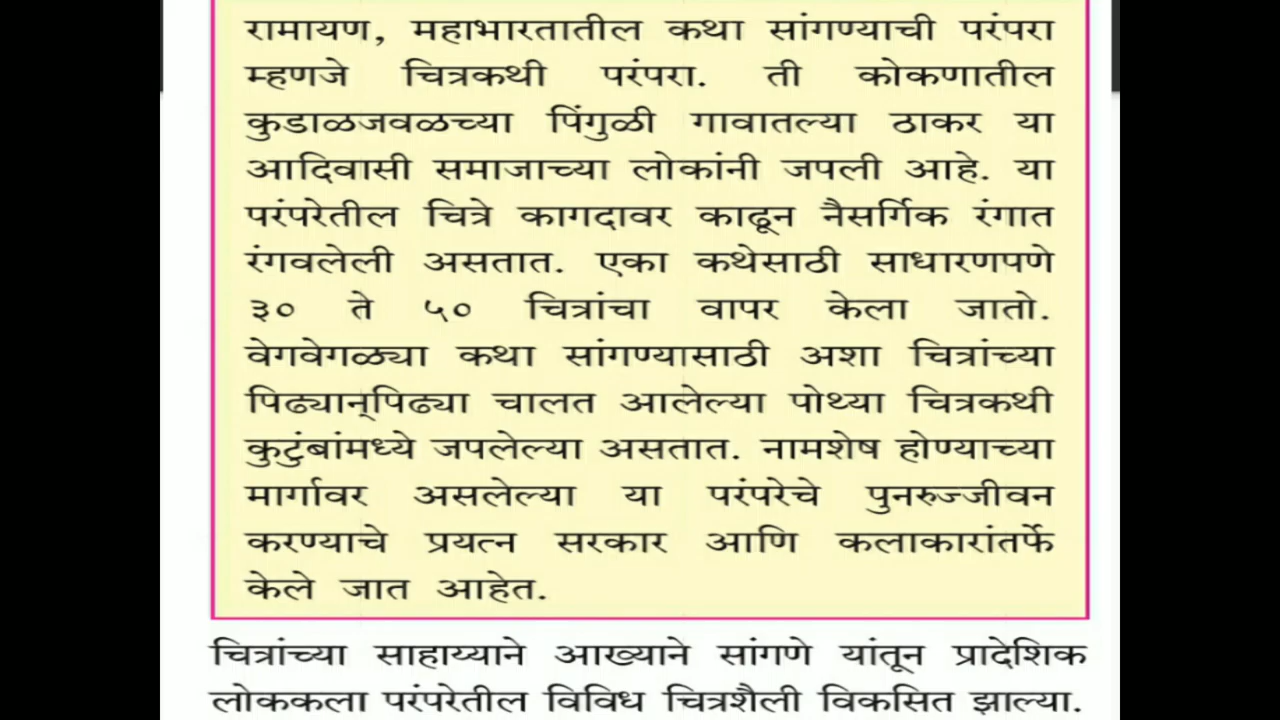 रामायण, महाभारतातील कथा सांगण्याची परंपरा
म्हणजे चित्रकथी परंपरा. ती कोकणातील
कुडाळजवळच्या पिंगुळी गावातल्या ठाकर या
आदिवासी समाजाच्या लोकांनी जपली आहे. या
परंपरेतील चित्रे कागदावर काढून नैसर्गिक रंगात
रंगवलेली असतात. एका कथेसाठी साधारणपणे
३० ते ५० चित्रांचा वापर केला जातो.
वेगवेगळ्या कथा सांगण्यासाठी अशा चित्रांच्या
पिढ्यान्‌पिढ्या चालत आलेल्या पोथ्या चित्रकथी
कुटुंबांमध्ये जपलेल्या असतात. नामशेष होण्याच्या
मार्गावर असलेल्या या परंपरेचे पुनरुज्जीवन
करण्याचे प्रयत्न सरकार आणि कलाकारांतर्फे
केले जात आहेत.
चित्रांच्या साहाय्याने आख्याने सांगणे यांतून प्रादेशिक
लोककला परंपरेतील विविध चित्रशैली विकसित झाल्या.